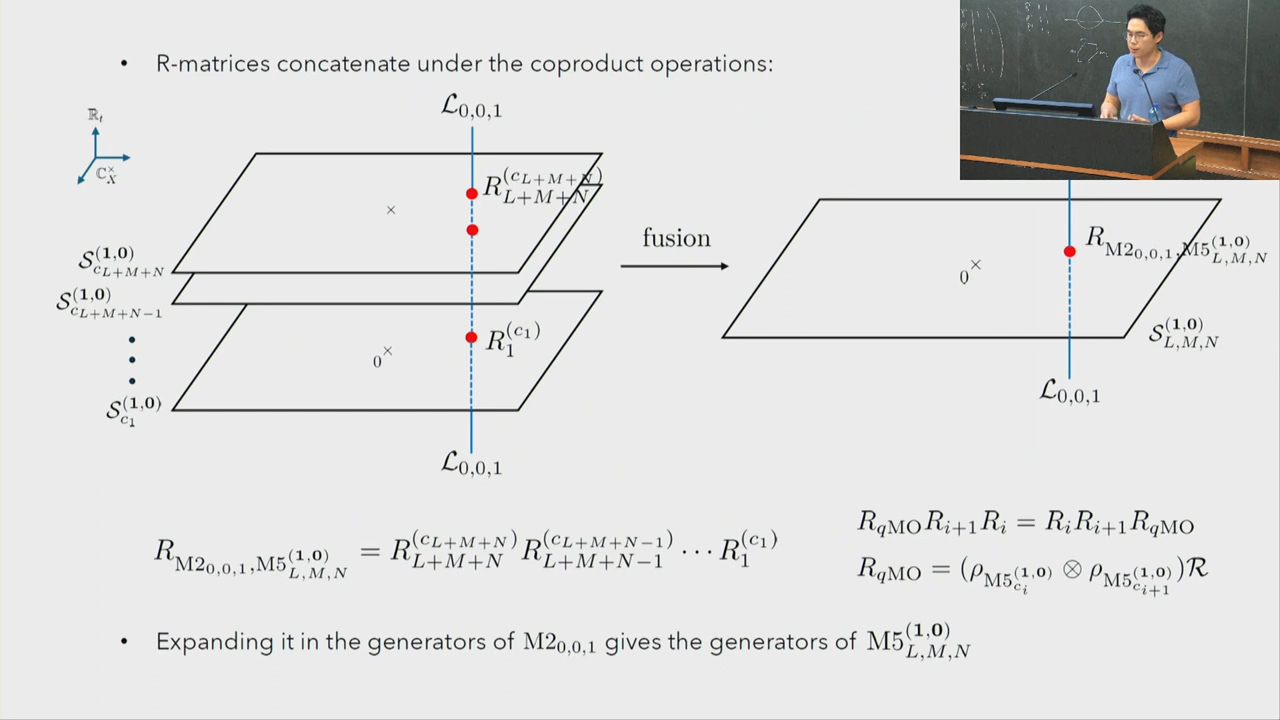 • R-matrices concatenate under the coproduct operations:
ℝ_t
ℂ^×_X
𝓛_{0,0,1}
R^{(c_{L+M+N})}_{L+M+N}
×
𝒮^{(1,0)}_{c_{L+M+N}}
𝒮^{(1,0)}_{c_{L+M+N-1}}
R^{(c_1)}_1
0^×
𝒮^{(1,0)}_{c_1}
𝓛_{0,0,1}
fusion
R_{M2_{0,0,1},M5^{(1,0)}_{L,M,N}}
0^×
𝒮^{(1,0)}_{L,M,N}
𝓛_{0,0,1}
R_{M2_{0,0,1},M5^{(1,0)}_{L,M,N}} = R^{(c_{L+M+N})}_{L+M+N} R^{(c_{L+M+N-1})}_{L+M+N-1} ⋯ R^{(c_1)}_1
R_{qMO} R_{i+1} R_i = R_i R_{i+1} R_{qMO}
R_{qMO} = (ρ_{M5^{(1,0)}_{c_i}} ⊗ ρ_{M5^{(1,0)}_{c_{i+1}}})𝓡
• Expanding it in the generators of M2_{0,0,1} gives the generators of M5^{(1,0)}_{L,M,N}